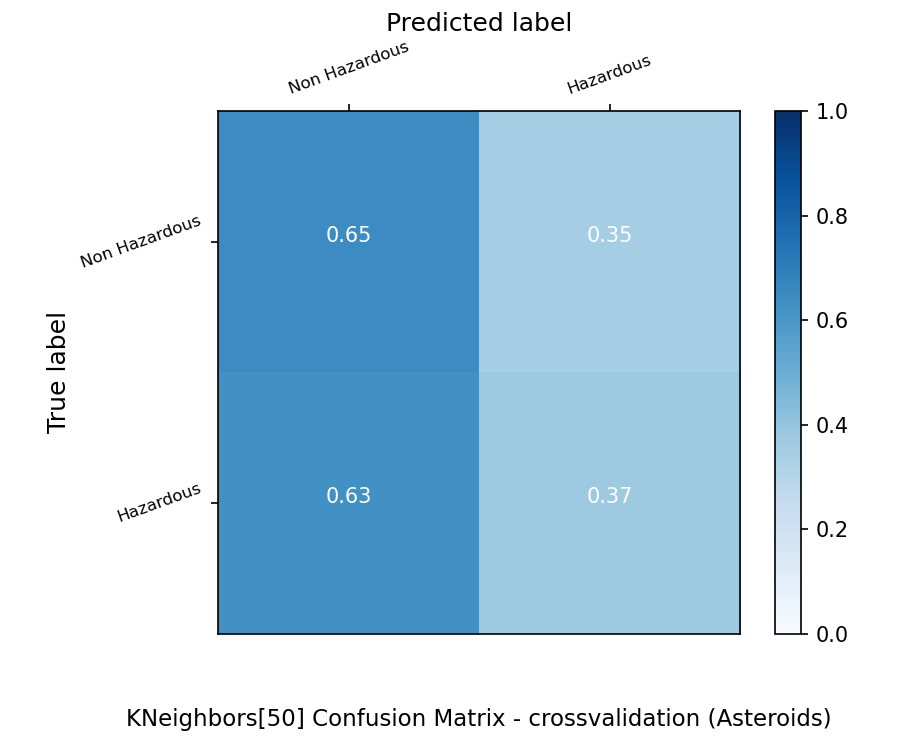 Predicted label
Non Hazardous
Hazardous
1.0
Non Hazardous
0.65
0.35
0.8
0.6
True label
0.4
Hazardous
0.63
0.37
0.2
0.0
KNeighbors[50] Confusion Matrix - crossvalidation (Asteroids)